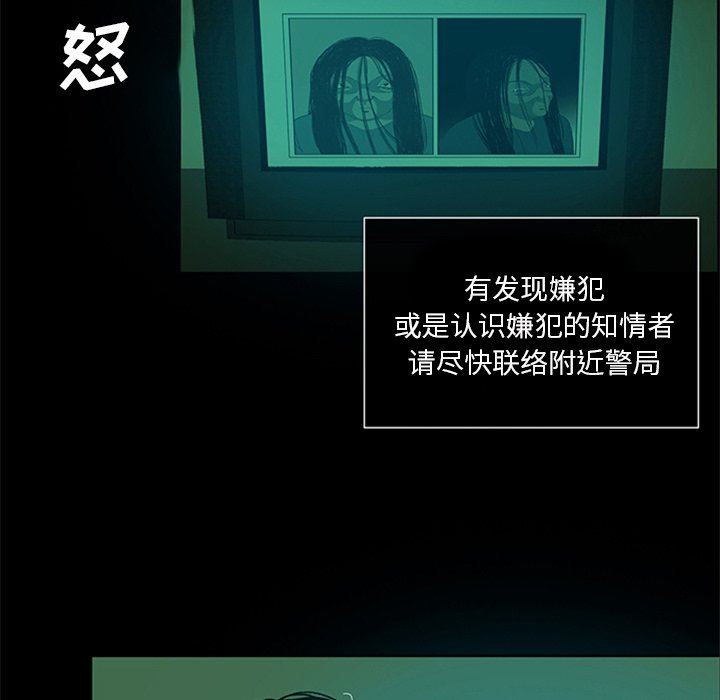 怒
有发现嫌犯
或是认识嫌犯的知情者
请尽快联络附近警局